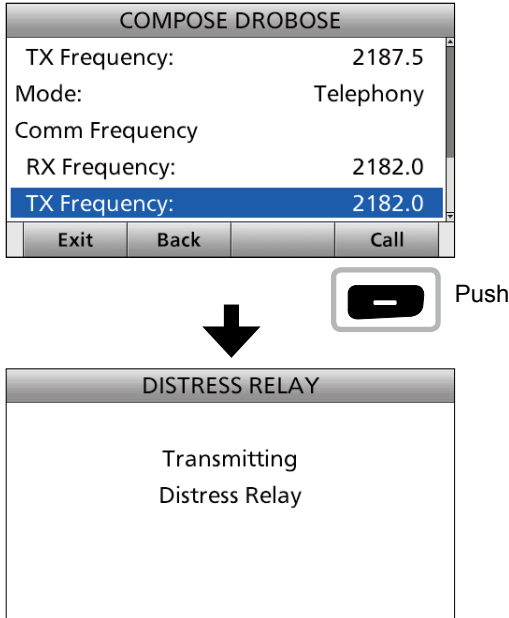 COMPOSE DROBOSE
TX Frequency: 2187.5
Mode: Telephony
Comm Frequency
RX Frequency: 2182.0
TX Frequency: 2182.0
Exit Back Call
Push
DISTRESS RELAY
Transmitting
Distress Relay